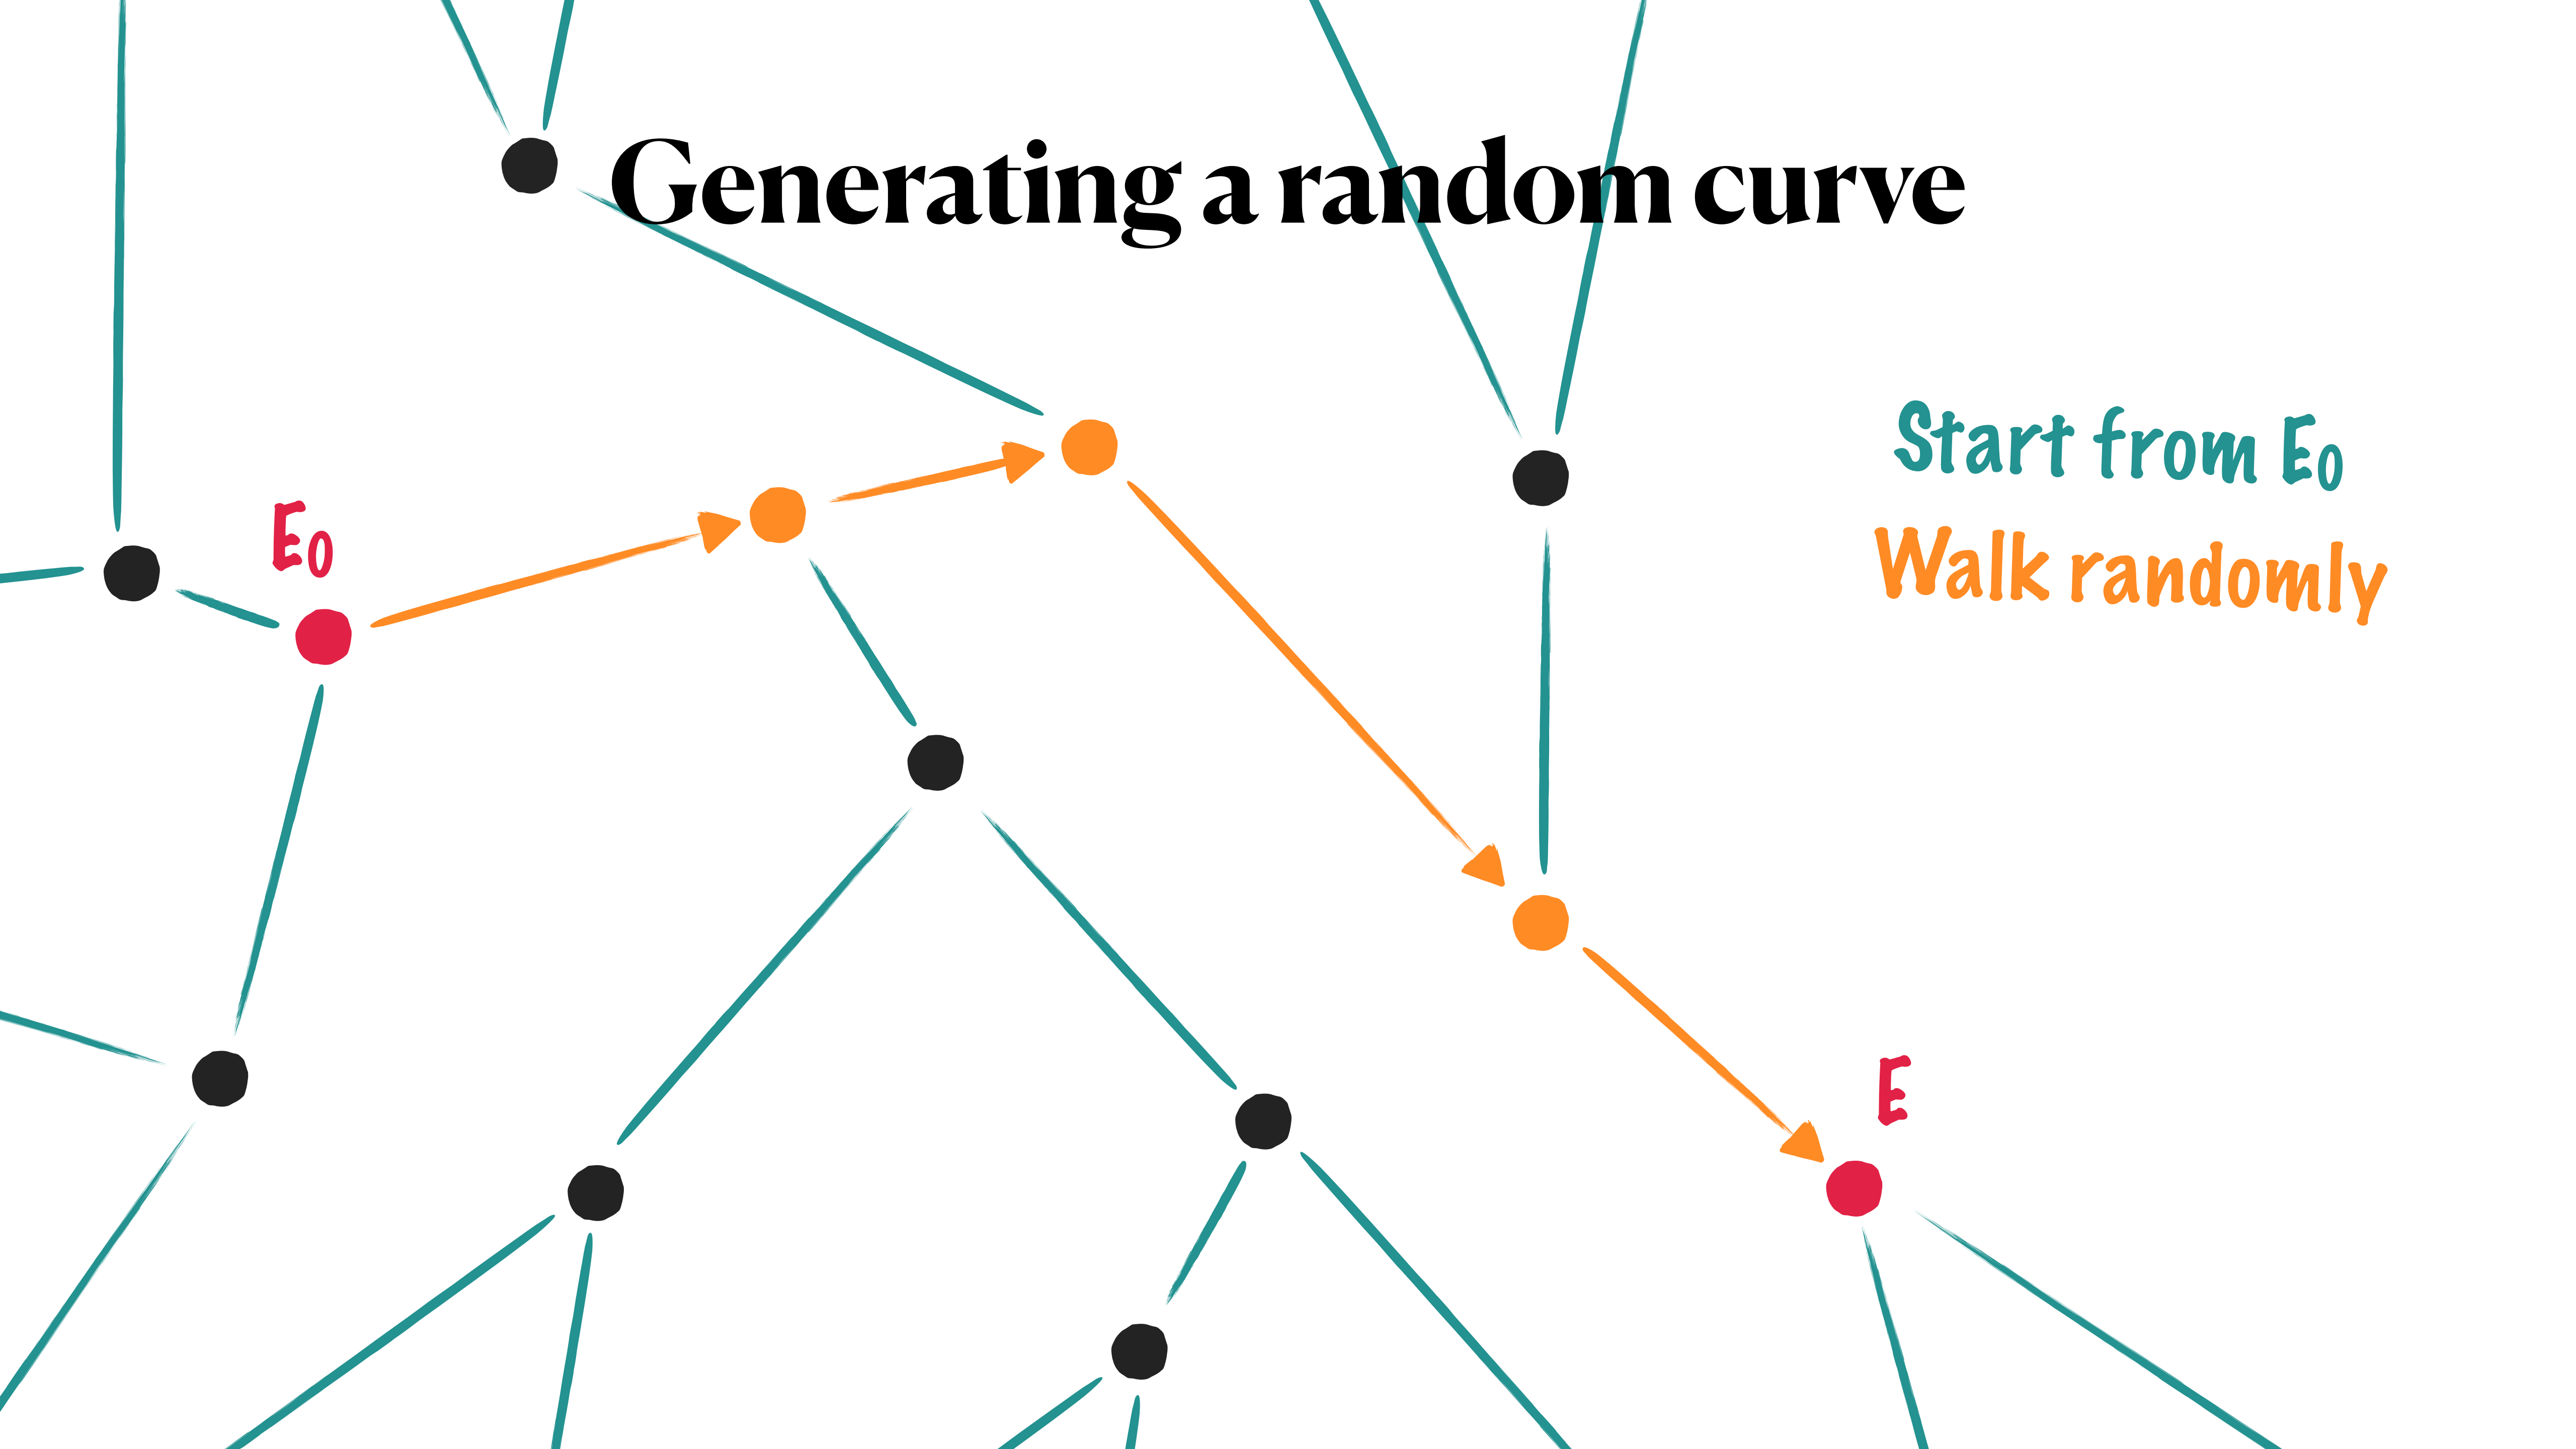 Generating a random curve
Start from E₀
Walk randomly
E₀
E